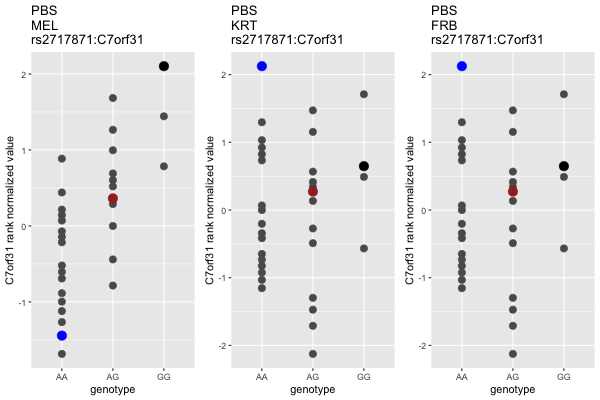 PBS
MEL
rs2717871:C7orf31
C7orf31 rank normalized value
2
1
0
-1
AA
AG
GG
genotype
PBS
KRT
rs2717871:C7orf31
C7orf31 rank normalized value
2
1
0
-1
-2
AA
AG
GG
genotype
PBS
FRB
rs2717871:C7orf31
C7orf31 rank normalized value
2
1
0
-1
-2
AA
AG
GG
genotype